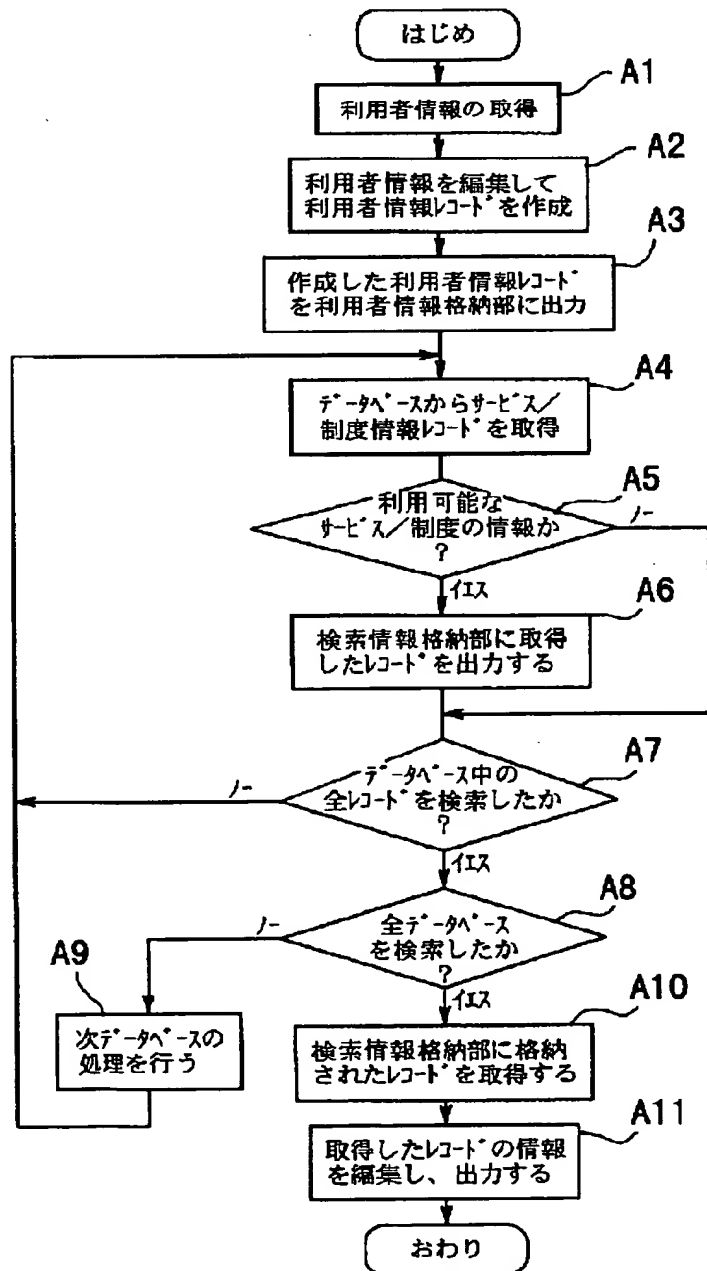 はじめ
A1
利用者情報の取得
A2
利用者情報を編集して
利用者情報ﾚｺｰﾄﾞを作成
A3
作成した利用者情報ﾚｺｰﾄﾞ
を利用者情報格納部に出力
A4
ﾃﾞｰﾀﾍﾞｰｽからｻｰﾋﾞｽ／
制度情報ﾚｺｰﾄﾞを取得
A5
利用可能な
ｻｰﾋﾞｽ／制度の情報か
？
ﾉｰ
ｲｴｽ
A6
検索情報格納部に取得
したﾚｺｰﾄﾞを出力する
A7
ﾃﾞｰﾀﾍﾞｰｽ中の
全ﾚｺｰﾄﾞを検索したか
？
ﾉｰ
ｲｴｽ
A8
全ﾃﾞｰﾀﾍﾞｰｽ
を検索したか
？
ﾉｰ
ｲｴｽ
A9
次ﾃﾞｰﾀﾍﾞｰｽの
処理を行う
A10
検索情報格納部に格納
されたﾚｺｰﾄﾞを取得する
A11
取得したﾚｺｰﾄﾞの情報
を編集し、出力する
おわり